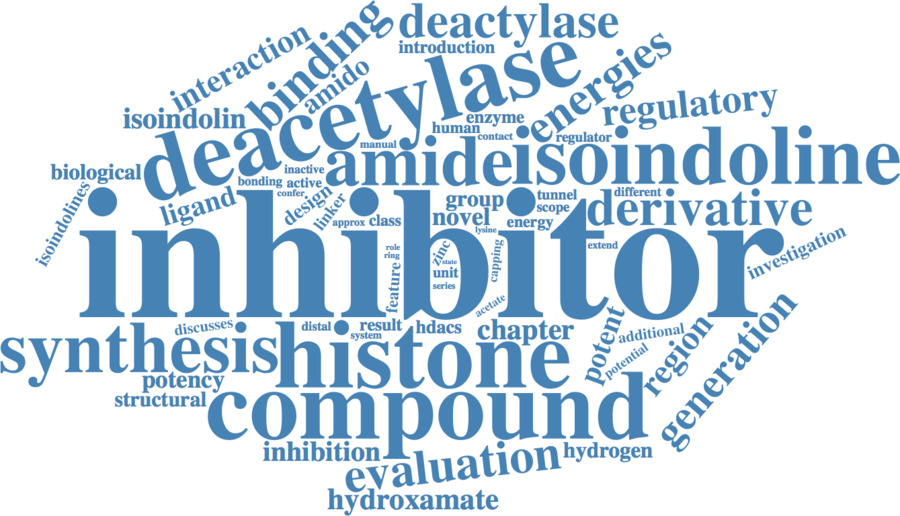 deactylase
introduction
binding
interaction
amido
deacetylase
energies
regulatory
isoindolin
enzyme
human
contact
regulator
manual
amide
isoindoline
biological
inactive
bonding
active
confer
isoindolines
ligand
design
linker
group
tunnel
different
scope
novel
energy
derivative
approx
class
lysine
inhibitor
role
ring
feature
zinc
state
unit
series
capping
extend
investigation
acetate
synthesis
discusses
distal
result
system
hdacs
chapter
histone
potent
additional
potential
region
generation
potency
structural
compound
inhibition
evaluation
hydrogen
hydroxamate